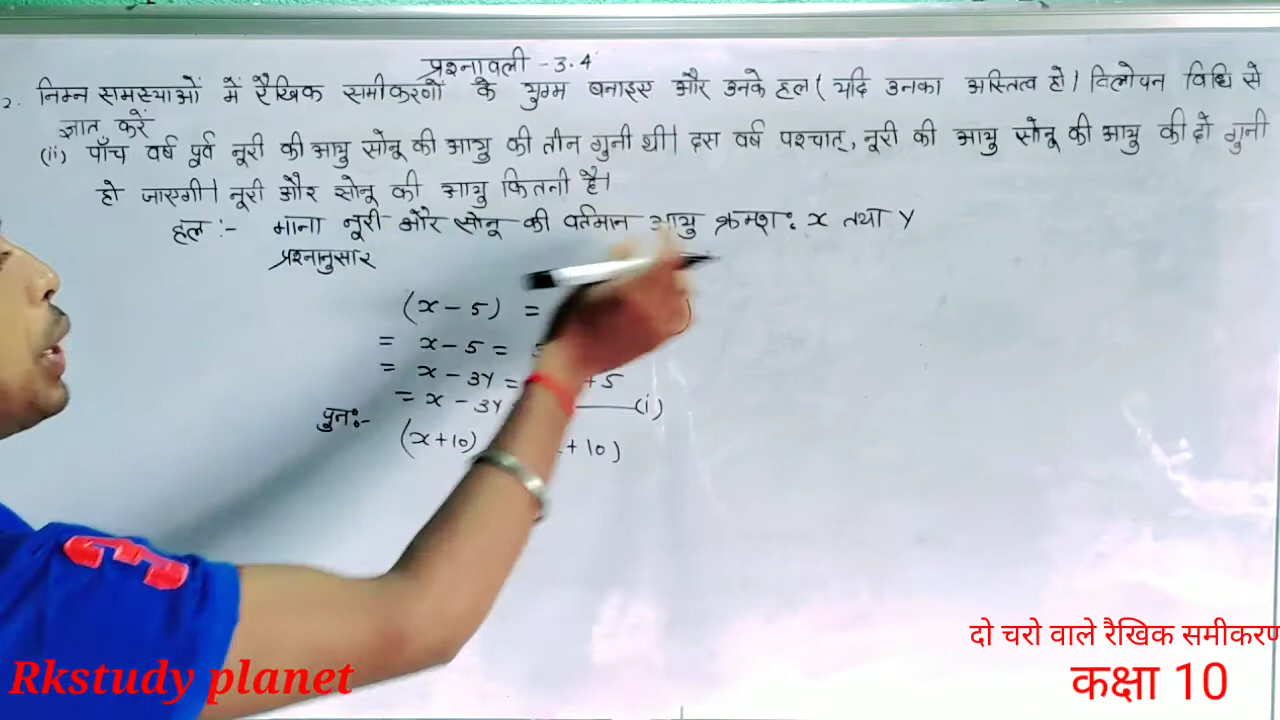 प्रश्नावली - 3.4
2. निम्न समस्याओं में रैखिक समीकरणों के युग्म बनाइए और उनके हल ( यदि उनका अस्तित्व हो ) विलोपन विधि से
ज्ञात करें
(ii) पाँच वर्ष पूर्व नूरी की आयु सोनू की आयु की तीन गुनी थी। दस वर्ष पश्चात्, नूरी की आयु सोनू की आयु की दो गुनी
हो जाएगी। नूरी और सोनू की आयु कितनी है।
हल :- माना नूरी और सोनू की वर्तमान आयु क्रमशः x तथा y
प्रश्नानुसार
(x - 5) = )
= x - 5 =
= x - 3y = + 5
= x - 3y (i)
पुनः-
(x + 10) + 10)
दो चरो वाले रैखिक समीकरण
Rkstudy planet
कक्षा 10